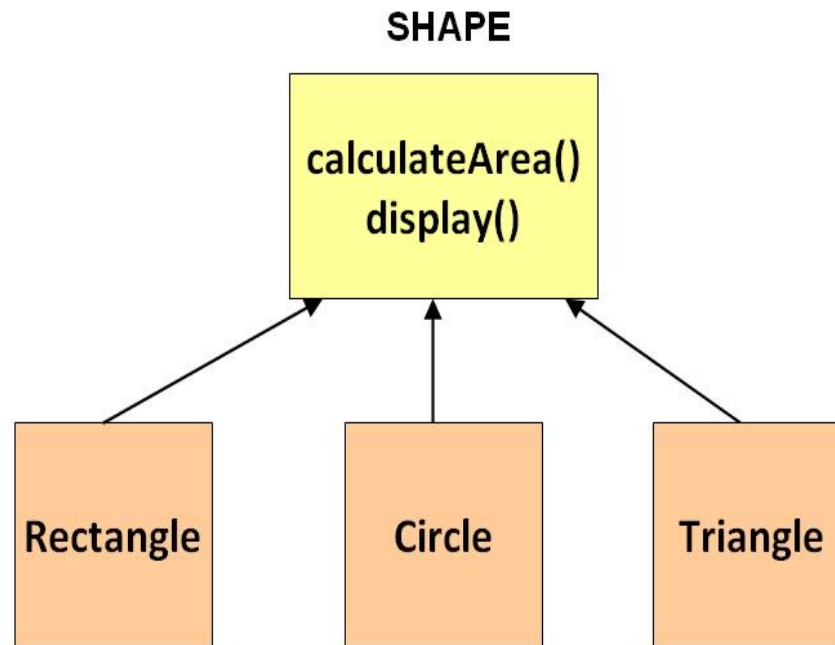 SHAPE
calculateArea()
display()
Rectangle
Circle
Triangle